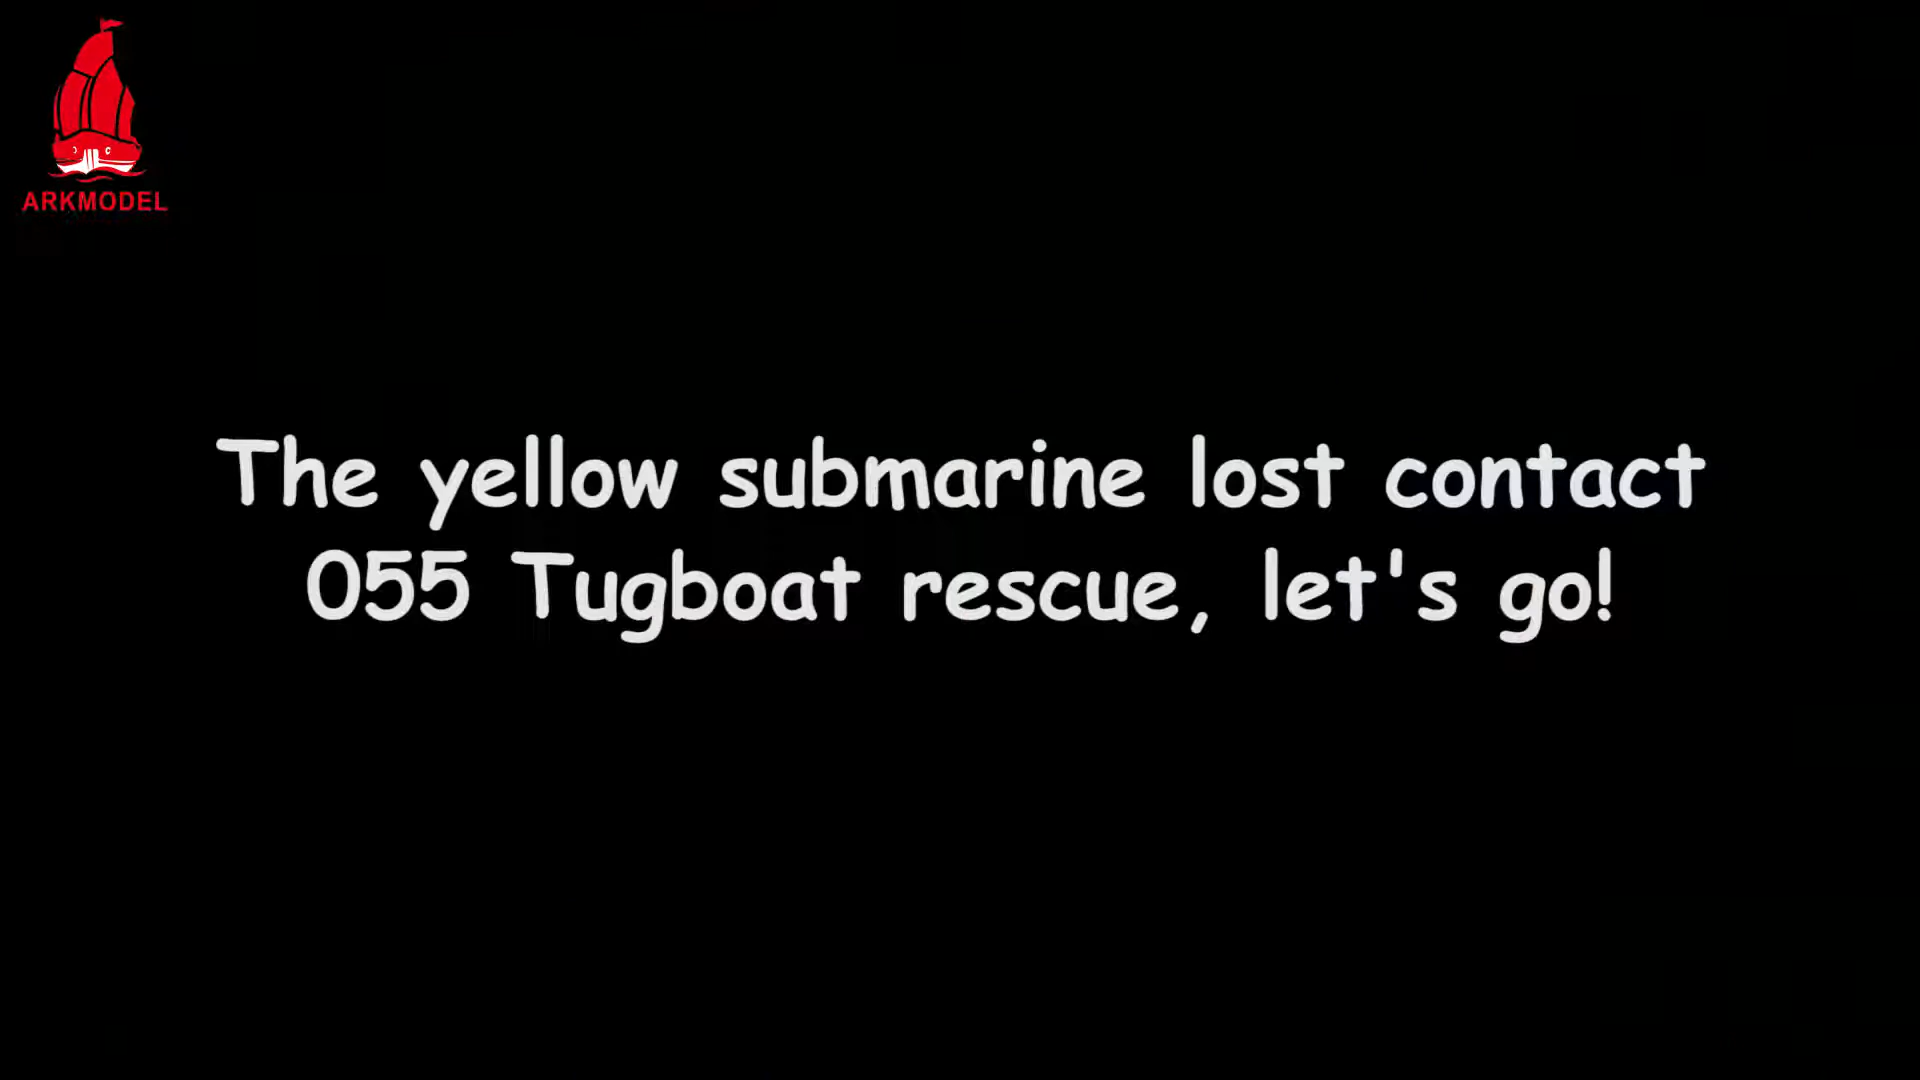 ARKMODEL
The yellow submarine lost contact
055 Tugboat rescue, let's go!